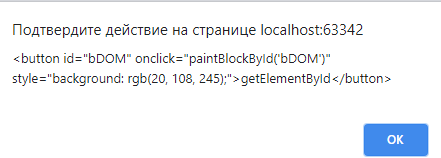 Подтвердите действие на странице localhost:63342
<button id="bDOM" onclick="paintBlockById('bDOM')"
style="background: rgb(20, 108, 245);">getElementById</button>
OK